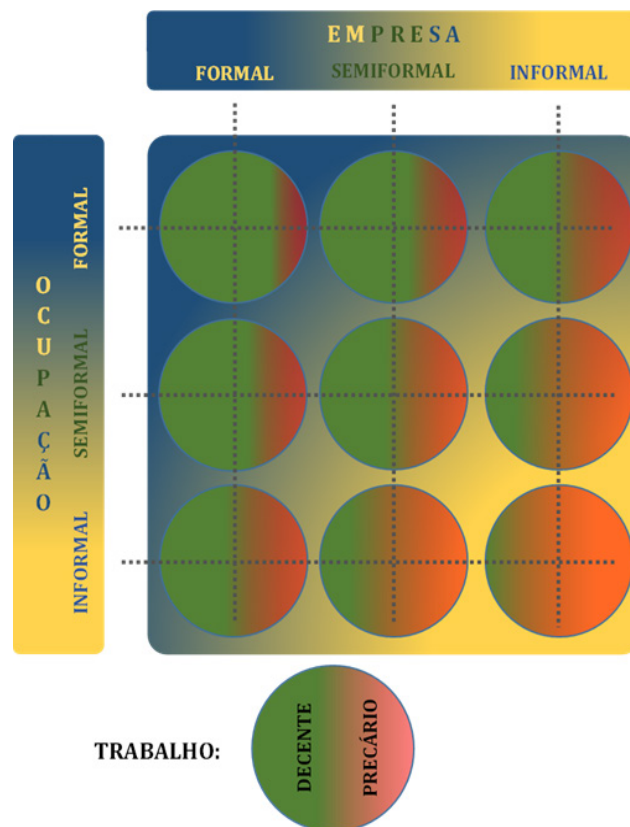 EMPRESA
FORMAL SEMIFORMAL INFORMAL
OCUPAÇÃO
FORMAL
SEMIFORMAL
INFORMAL
TRABALHO:
DECENTE
PRECÁRIO